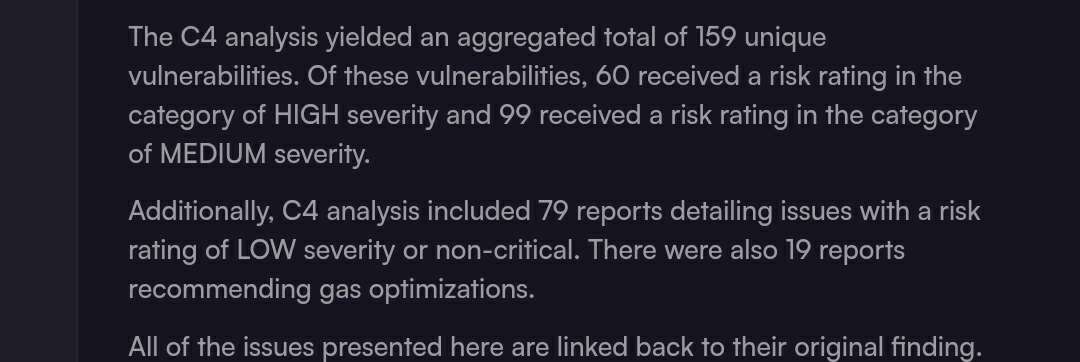 The C4 analysis yielded an aggregated total of 159 unique
vulnerabilities. Of these vulnerabilities, 60 received a risk rating in the
category of HIGH severity and 99 received a risk rating in the category
of MEDIUM severity.
Additionally, C4 analysis included 79 reports detailing issues with a risk
rating of LOW severity or non-critical. There were also 19 reports
recommending gas optimizations.
All of the issues presented here are linked back to their original finding.